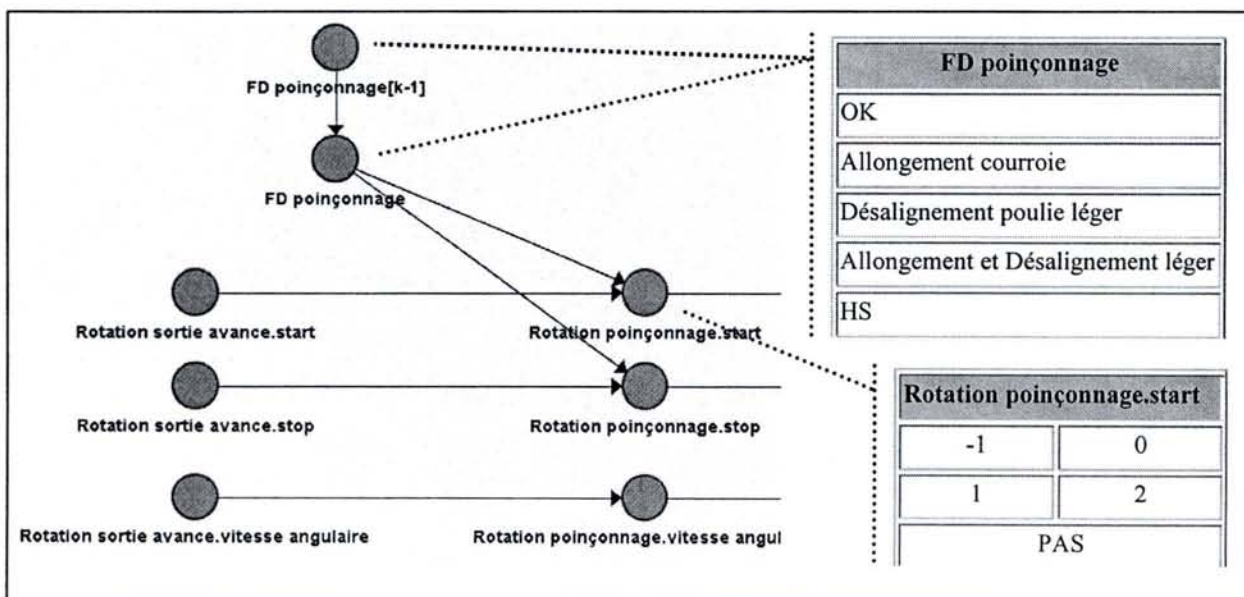 FD poinçonnage[k-1]
FD poinçonnage
Rotation sortie avance.start
Rotation poinçonnage.start
Rotation sortie avance.stop
Rotation poinçonnage.stop
Rotation sortie avance.vitesse angulaire
Rotation poinçonnage.vitesse angul
FD poinçonnage
OK
Allongement courroie
Désalignement poulie léger
Allongement et Désalignement léger
HS
Rotation poinçonnage.start
-1 0
1 2
PAS